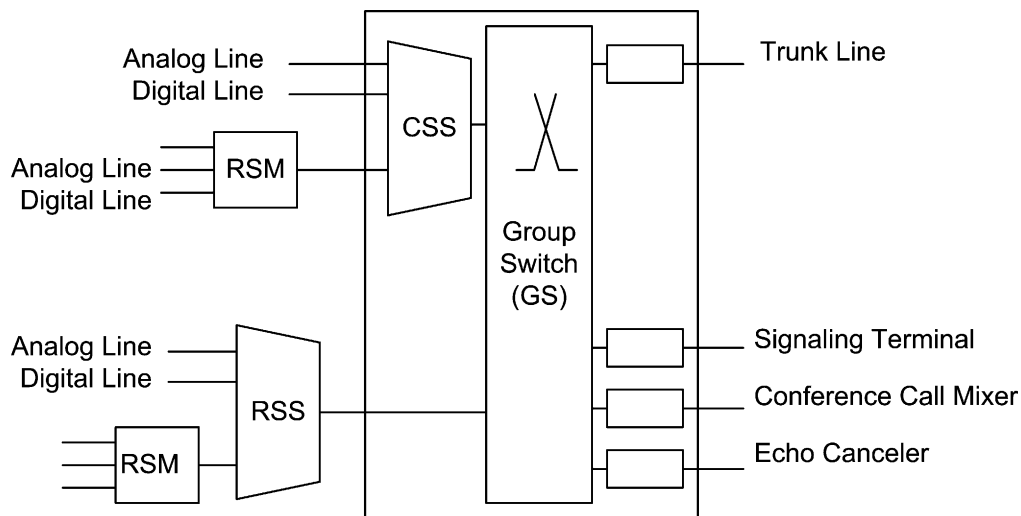 Analog Line
Digital Line
CSS
RSM
Analog Line
Digital Line
Group
Switch
(GS)
Trunk Line
Analog Line
Digital Line
RSS
RSM
Signaling Terminal
Conference Call Mixer
Echo Canceler